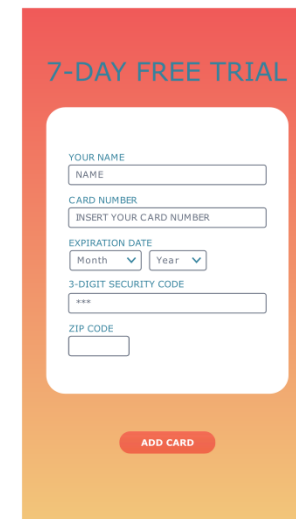 7-DAY FREE TRIAL
YOUR NAME
NAME
CARD NUMBER
INSERT YOUR CARD NUMBER
EXPIRATION DATE
Month Year
3-DIGIT SECURITY CODE
***
ZIP CODE
ADD CARD